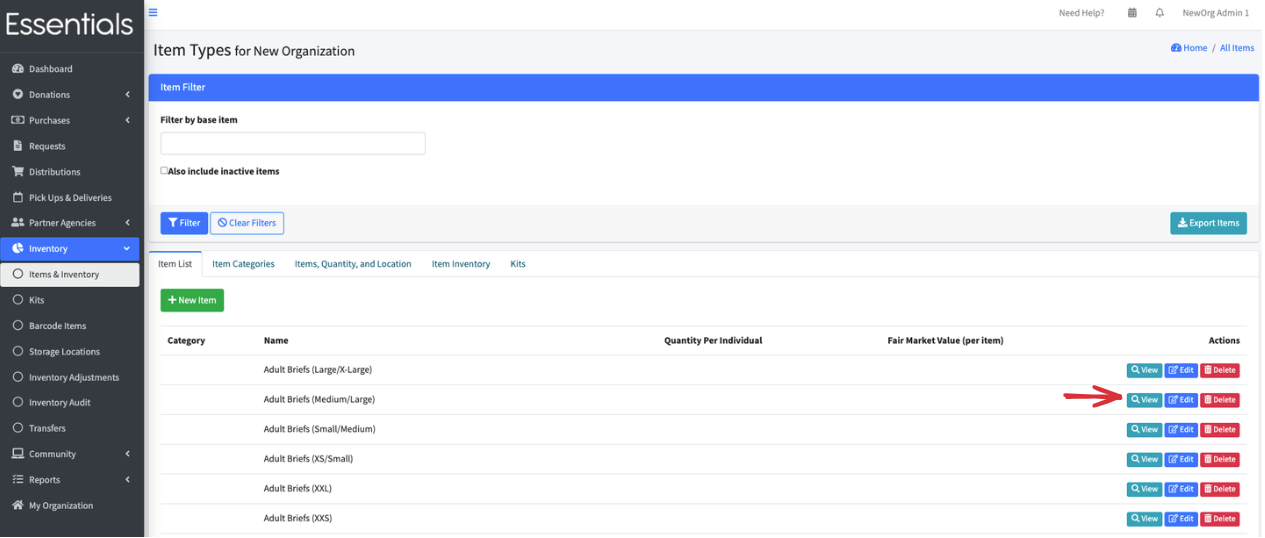 Essentials
Need Help?
NewOrg Admin 1
Dashboard
Donations
Purchases
Requests
Distributions
Pick Ups & Deliveries
Partner Agencies
Inventory
Items & Inventory
Kits
Barcode Items
Storage Locations
Inventory Adjustments
Inventory Audit
Transfers
Community
Reports
My Organization
Item Types for New Organization
Home / All Items
Item Filter
Filter by base item
Also include inactive items
Filter Clear Filters Export Items
Item List Item Categories Items, Quantity, and Location Item Inventory Kits
New Item
Category Name Quantity Per Individual Fair Market Value (per item) Actions
Adult Briefs (Large/X-Large) View Edit Delete
Adult Briefs (Medium/Large) View Edit Delete
Adult Briefs (Small/Medium) View Edit Delete
Adult Briefs (XS/Small) View Edit Delete
Adult Briefs (XXL) View Edit Delete
Adult Briefs (XXS) View Edit Delete